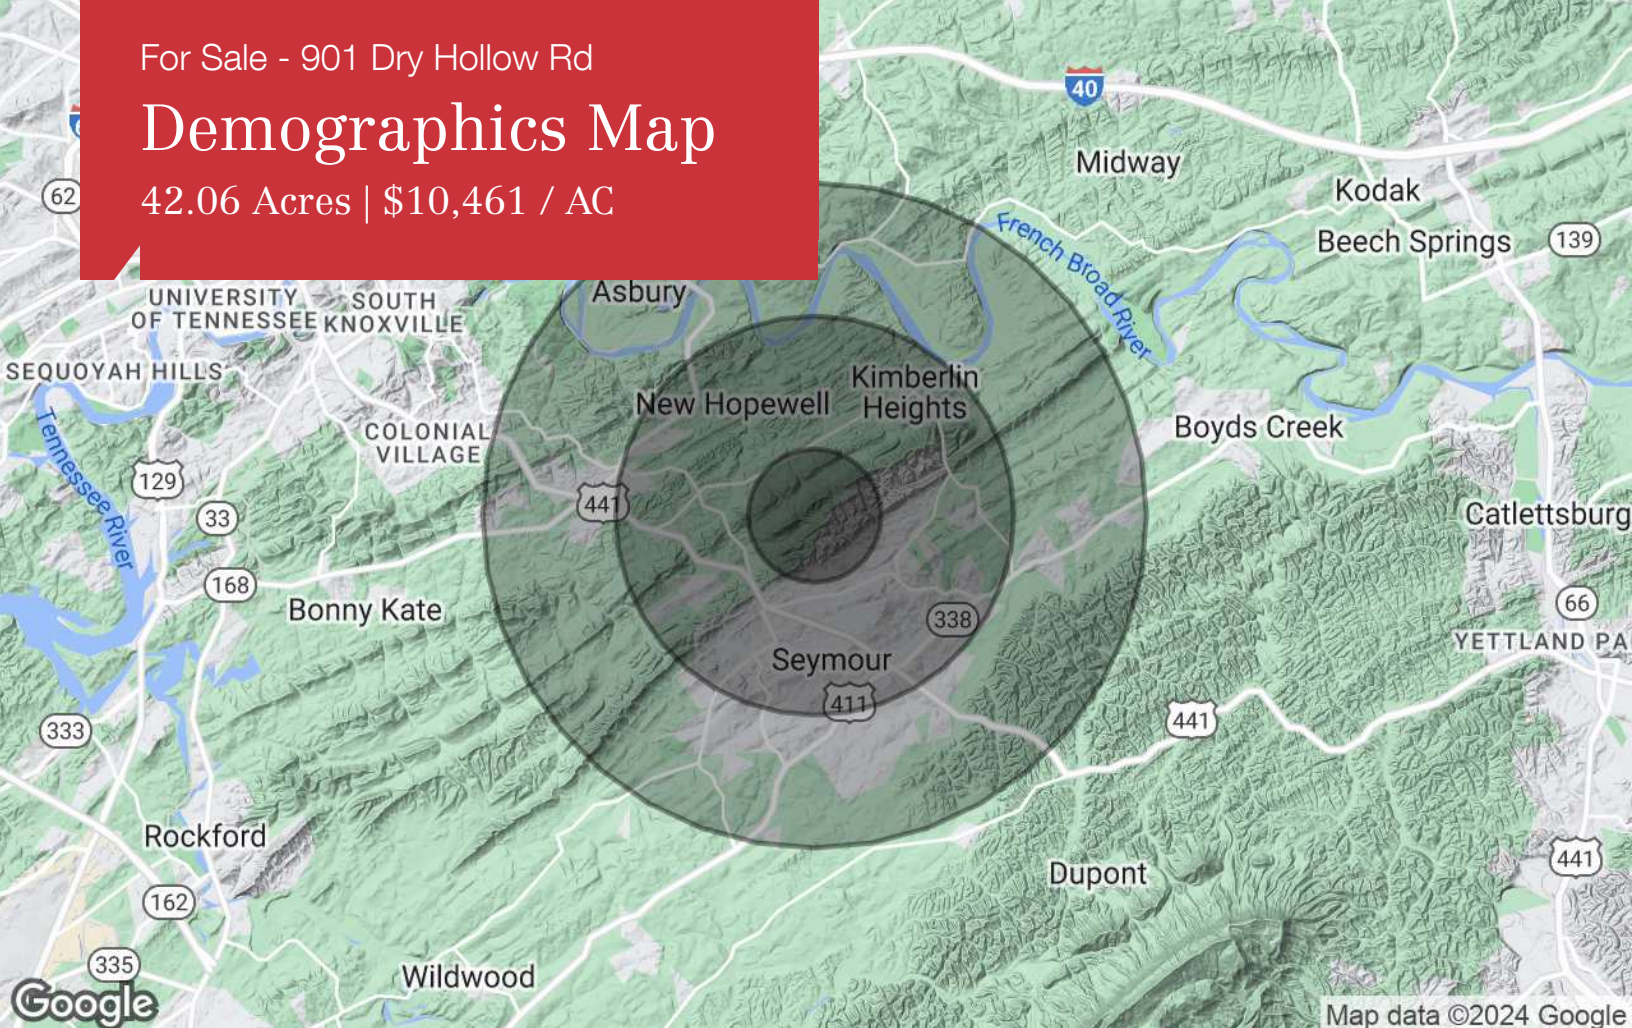 For Sale - 901 Dry Hollow Rd
Demographics Map
42.06 Acres | $10,461 / AC
40
Midway
62
Kodak
Beech Springs
139
French Broad River
Asbury
UNIVERSITY
OF TENNESSEE
SOUTH
KNOXVILLE
SEQUOYAH HILLS
Kimberlin
Heights
New Hopewell
Tennessee River
COLONIAL
VILLAGE
Boyds Creek
129
441
33
Catlettsburg
168
Bonny Kate
338
66
YETTLAND PA
Seymour
411
441
333
Rockford
441
Dupont
162
335
Wildwood
Google
Map data ©2024 Google